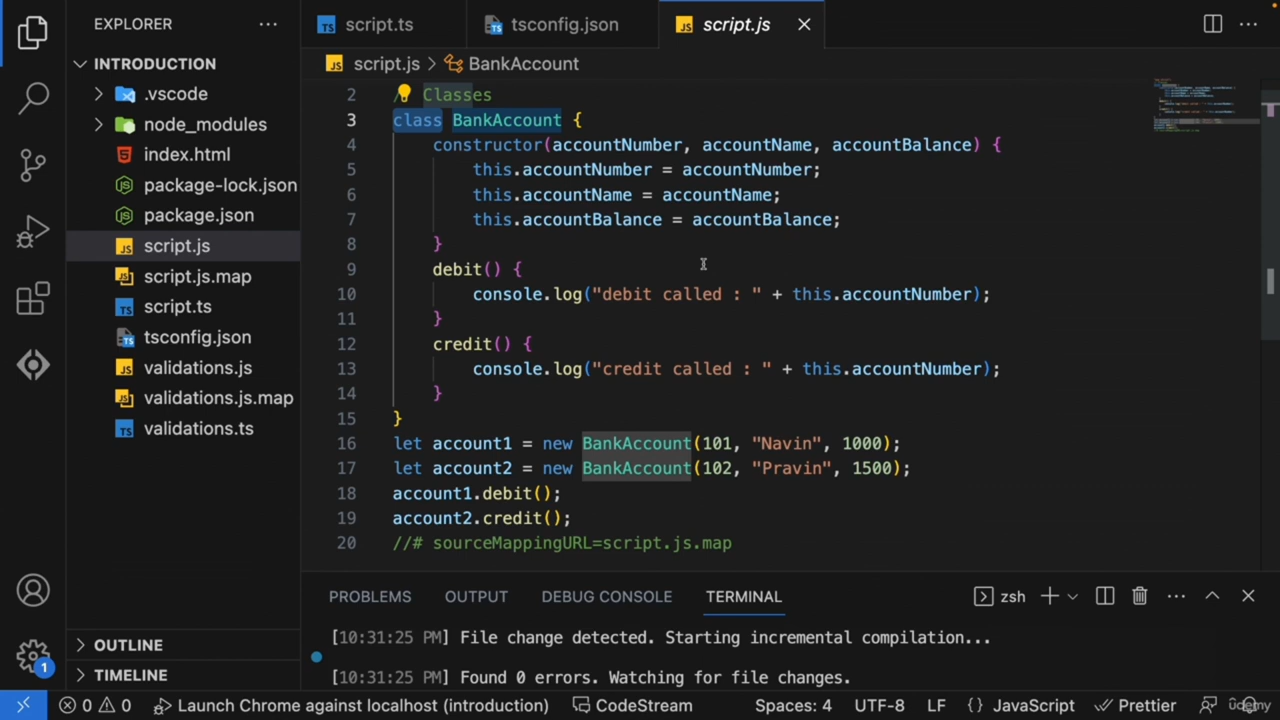 EXPLORER
INTRODUCTION
.vscode
node_modules
index.html
package-lock.json
package.json
script.js
script.js.map
script.ts
tsconfig.json
validations.js
validations.js.map
validations.ts
OUTLINE
TIMELINE
script.ts
tsconfig.json
script.js
script.js > BankAccount
2 / Classes
3 class BankAccount {
4 constructor(accountNumber, accountName, accountBalance) {
5 this.accountNumber = accountNumber;
6 this.accountName = accountName;
7 this.accountBalance = accountBalance;
8 }
9 debit() {
10 console.log("debit called : " + this.accountNumber);
11 }
12 credit() {
13 console.log("credit called : " + this.accountNumber);
14 }
15 }
16 let account1 = new BankAccount(101, "Navin", 1000);
17 let account2 = new BankAccount(102, "Pravin", 1500);
18 account1.debit();
19 account2.credit();
20 //# sourceMappingURL=script.js.map
PROBLEMS OUTPUT DEBUG CONSOLE TERMINAL zsh
[10:31:25 PM] File change detected. Starting incremental compilation...
[10:31:25 PM] Found 0 errors. Watching for file changes.
1
0 0 Launch Chrome against localhost (introduction) CodeStream Spaces: 4 UTF-8 LF {} JavaScript Prettier
udemy